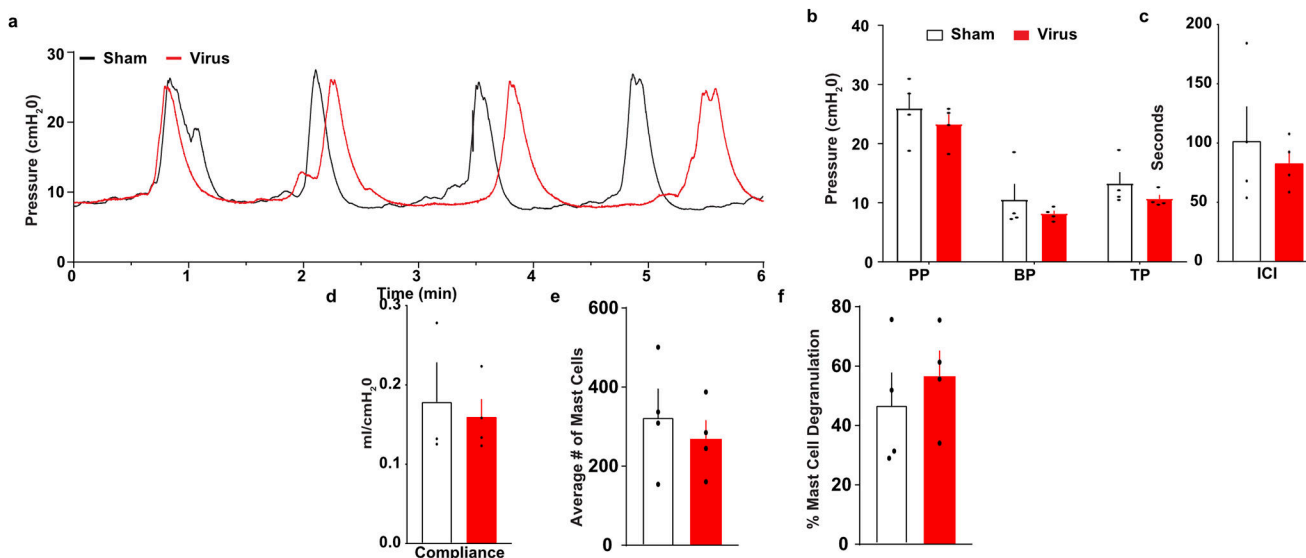 a
Sham Virus
Pressure (cmH20)
30
20
10
0
0 1 2 3 4 5 6
Time (min)
b
Sham Virus
Pressure (cmH20)
40
30
20
10
0
PP BP TP
c
Seconds
200
150
100
50
0
ICI
d
ml/cmH20
0.3
0.2
0.1
0.0
Compliance
e
Average # of Mast Cells
600
400
200
0
f
% Mast Cell Degranulation
80
60
40
20
0